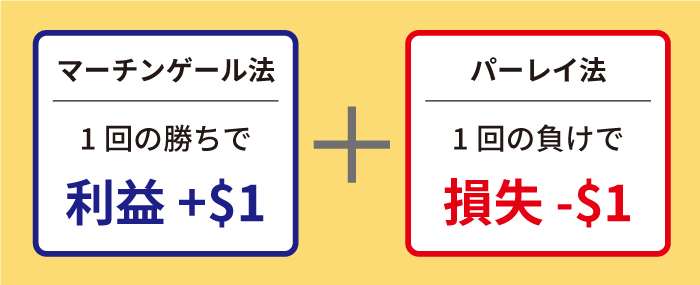 マーチンゲール法
1回の勝ちで
利益 +$1
+
パーレイ法
1回の負けで
損失 -$1